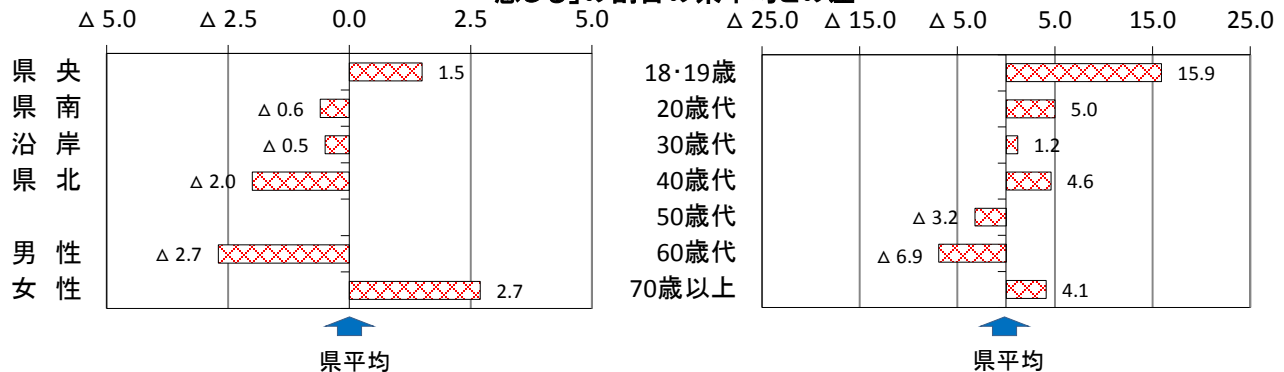 △ 5.0 △ 2.5 0.0 2.5 5.0
県 央 1.5
県 南 △ 0.6
沿 岸 △ 0.5
県 北 △ 2.0
男 性 △ 2.7
女 性 2.7
県平均
△ 25.0 △ 15.0 △ 5.0 5.0 15.0 25.0
18･19歳 15.9
20歳代 5.0
30歳代 1.2
40歳代 4.6
50歳代 △ 3.2
60歳代 △ 6.9
70歳以上 4.1
県平均